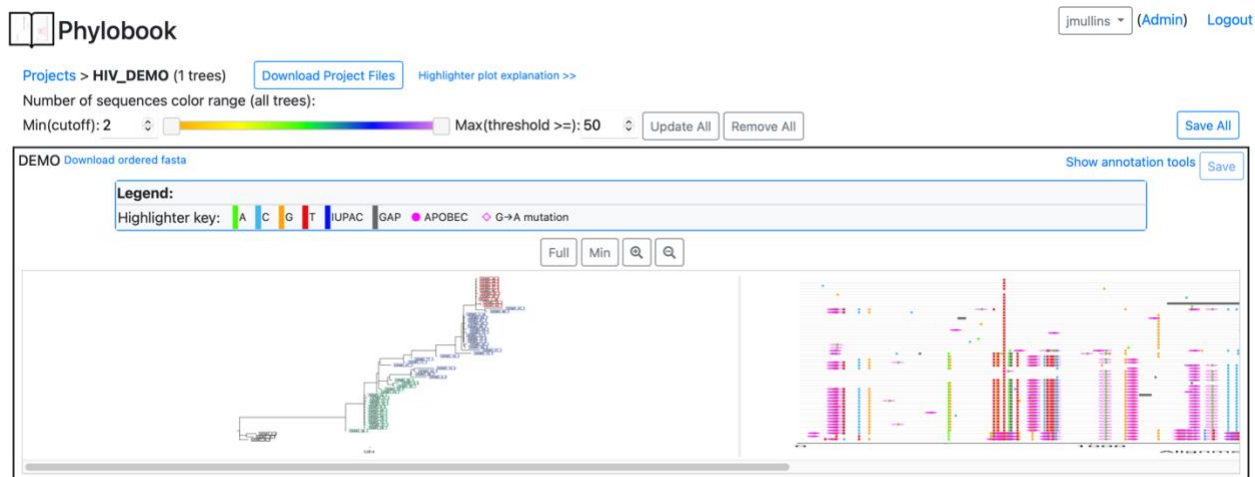 Phylobook
jmullins (Admin) Logout
Projects > HIV_DEMO (1 trees) Download Project Files Highlighter plot explanation >>
Number of sequences color range (all trees):
Min(cutoff): 2 Max(threshold >=): 50 Update All Remove All Save All
DEMO Download ordered fasta Show annotation tools Save
Legend:
Highlighter key: A C G T IUPAC GAP APOBEC G→A mutation
Full Min
0 1000